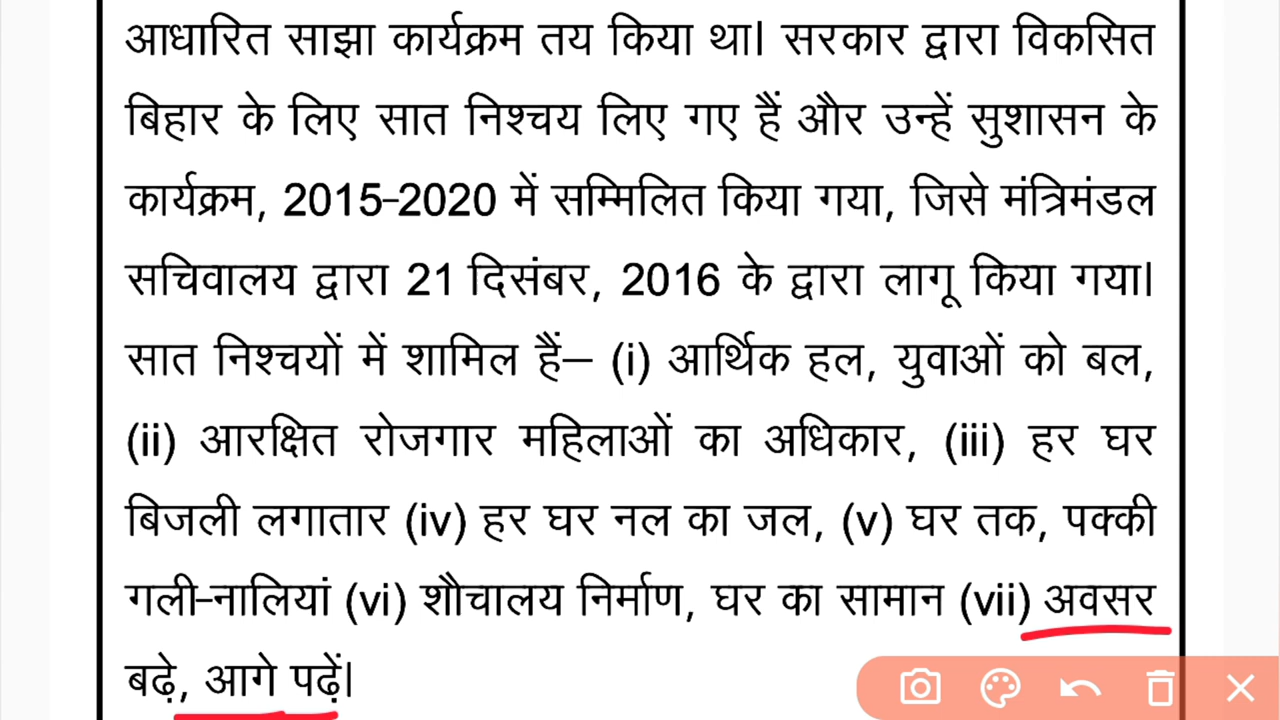 आधारित साझा कार्यक्रम तय किया था। सरकार द्वारा विकसित
बिहार के लिए सात निश्चय लिए गए हैं और उन्हें सुशासन के
कार्यक्रम, 2015–2020 में सम्मिलित किया गया, जिसे मंत्रिमंडल
सचिवालय द्वारा 21 दिसंबर, 2016 के द्वारा लागू किया गया।
सात निश्चयों में शामिल हैं— (i) आर्थिक हल, युवाओं को बल,
(ii) आरक्षित रोजगार महिलाओं का अधिकार, (iii) हर घर
बिजली लगातार (iv) हर घर नल का जल, (v) घर तक, पक्की
गली–नालियां (vi) शौचालय निर्माण, घर का सामान (vii) अवसर
बढ़े, आगे पढ़ें।